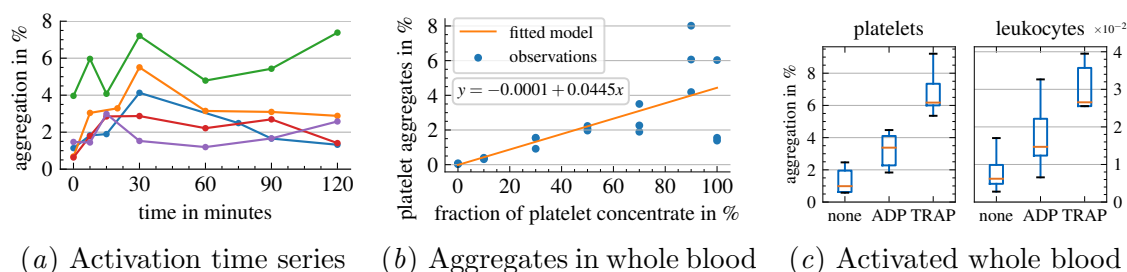 aggregation in %
8
6
4
2
0
0
30
60
90
120
time in minutes
(a) Activation time series
platelet aggregates in %
8
6
4
2
0
fitted model
observations
y = −0.0001 + 0.0445x
0
20
40
60
80
100
fraction of platelet concentrate in %
(b) Aggregates in whole blood
platelets
leukocytes
×10−2
aggregation in %
8
6
4
2
0
4
3
2
1
0
none ADP TRAP
none ADP TRAP
(c) Activated whole blood